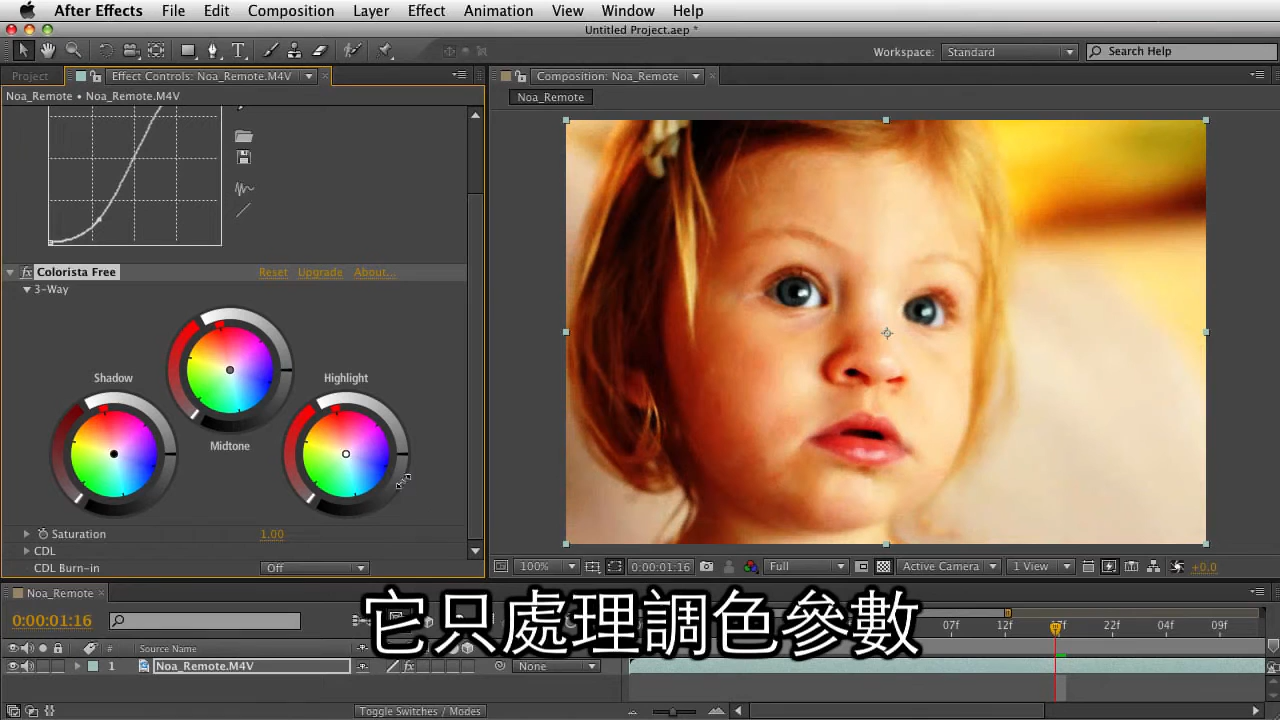 After Effects File Edit Composition Layer Effect Animation View Window Help
Untitled Project.aep *
Workspace: Standard Search Help
Project Effect Controls: Noa_Remote.M4V Composition: Noa_Remote
Noa_Remote • Noa_Remote.M4V
Noa_Remote
Colorista Free Reset Upgrade About...
3-Way
Shadow Highlight
Midtone
Saturation 1.00
CDL
CDL Burn-in Off
100% 0:00:01:16 Full Active Camera 1 View +0.0
Noa_Remote
它只處理調色參數
0:00:01:16
07f 12f 17f 22f 04f 09f
# Source Name
1 Noa_Remote.M4V None
Toggle Switches / Modes